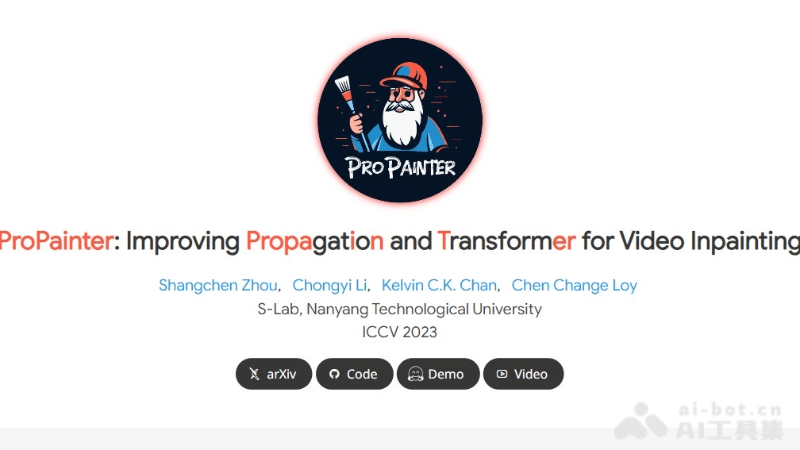 PROPAINTER
ProPainter: Improving Propagation and Transformer for Video Inpainting
Shangchen Zhou, Chongyi Li, Kelvin C.K. Chan, Chen Change Loy
S-Lab, Nanyang Technological University
ICCV 2023
arXiv Code Demo Video
ai-bot.cn
AI工具集